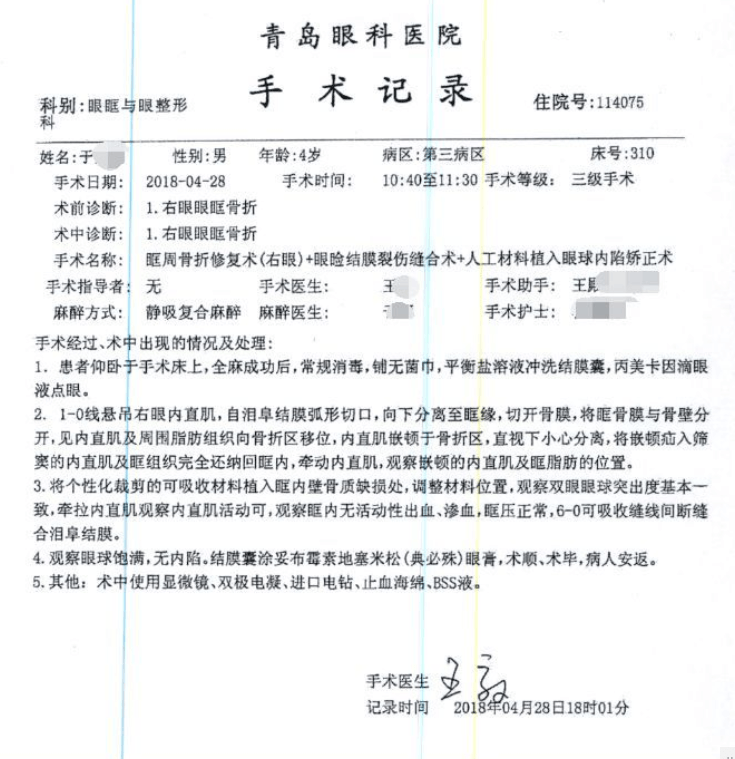 青岛眼科医院
手术记录
科别:眼眶与眼整形
科
住院号:114075
姓名:于 性别:男 年龄:4岁 病区:第三病区 床号:310
手术日期: 2018-04-28 手术时间: 10:40至11:30 手术等级: 三级手术
术前诊断: 1.右眼眼眶骨折
术中诊断: 1.右眼眼眶骨折
手术名称: 眶周骨折修复术(右眼)+眼睑结膜裂伤缝合术+人工材料植入眼球内陷矫正术
手术指导者: 无 手术医生: 王 手术助手: 王殿
麻醉方式: 静吸复合麻醉 麻醉医生: 手术护士:
手术经过、术中出现的情况及处理:
1. 患者仰卧于手术床上,全麻成功后,常规消毒,铺无菌巾,平衡盐溶液冲洗结膜囊,丙美卡因滴眼
液点眼。
2. 1-0线悬吊右眼内直肌,自泪阜结膜弧形切口,向下分离至眶缘,切开骨膜,将眶骨膜与骨壁分
开,见内直肌及周围脂肪组织向骨折区移位,内直肌嵌顿于骨折区,直视下小心分离,将嵌顿疝入筛
窦的内直肌及眶组织完全还纳回眶内,牵动内直肌,观察嵌顿的内直肌及眶脂肪的位置。
3.将个性化裁剪的可吸收材料植入眶内壁骨质缺损处,调整材料位置,观察双眼眼球突出度基本一
致,牵拉内直肌观察内直肌活动可,观察眶内无活动性出血、渗血,眶压正常,6-0可吸收缝线间断缝
合泪阜结膜。
4.观察眼球饱满,无内陷。结膜囊涂妥布霉素地塞米松(典必殊)眼膏,术顺、术毕,病人安返。
5.其他: 术中使用显微镜、双极电凝、进口电钻、止血海绵、BSS液。
手术医生 王
记录时间 2018年04月28日18时01分